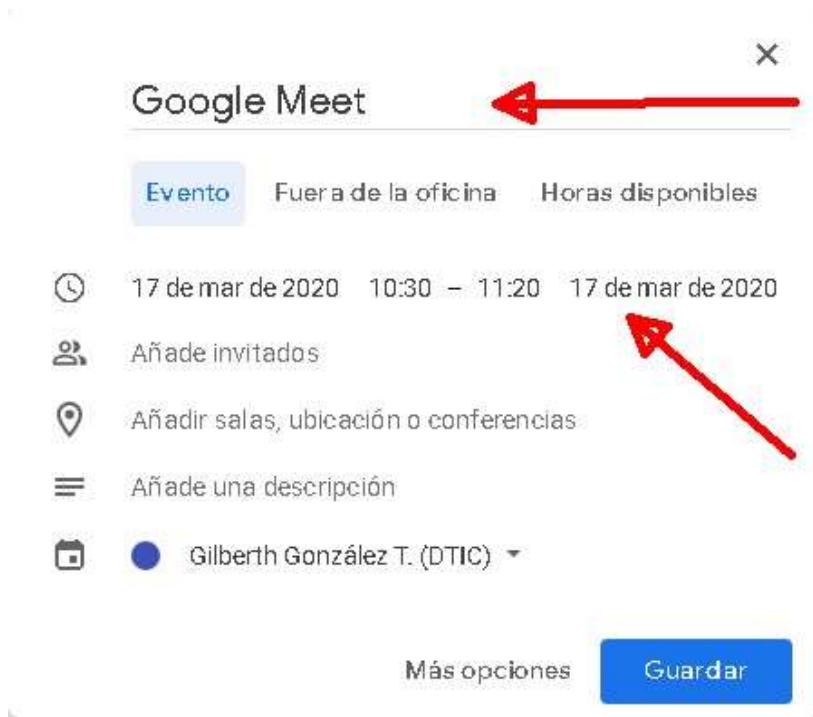 Google Meet
Evento Fuera de la oficina Horas disponibles
17 de mar de 2020 10:30 – 11:20 17 de mar de 2020
Añade invitados
Añadir salas, ubicación o conferencias
Añade una descripción
Gilberth González T. (DTIC)
Más opciones Guardar